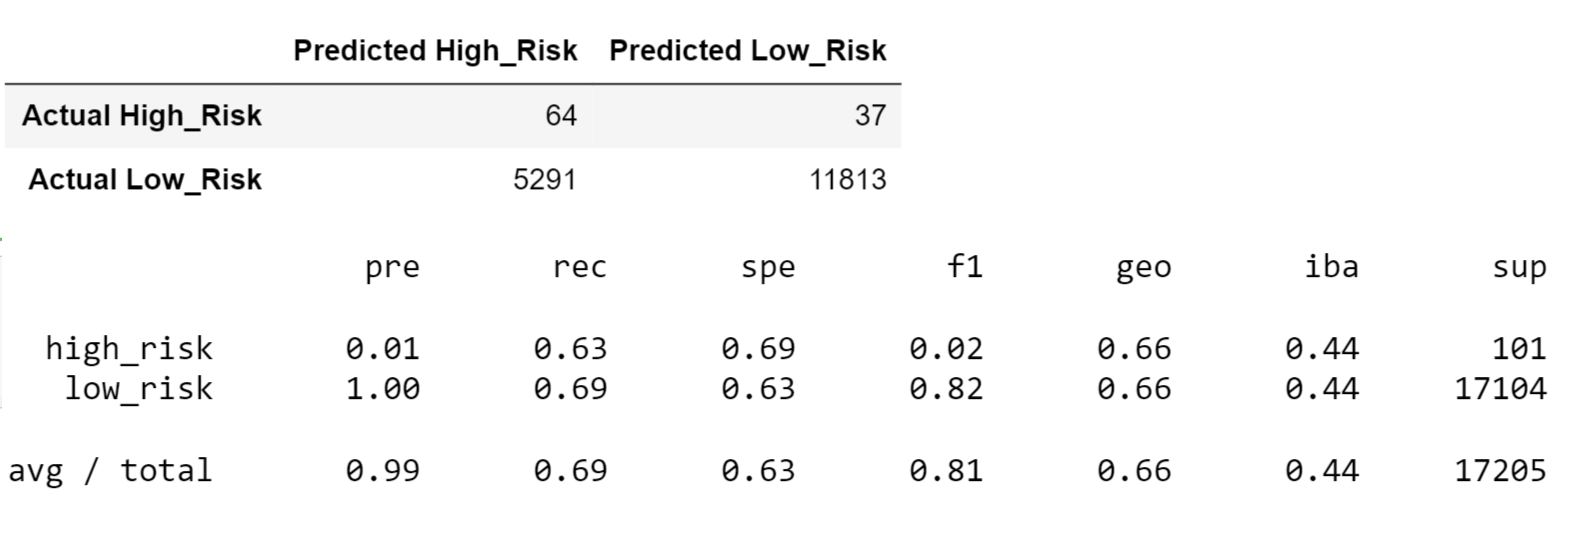 Predicted High_Risk Predicted Low_Risk
Actual High_Risk 64 37
Actual Low_Risk 5291 11813
pre rec spe f1 geo iba sup
high_risk 0.01 0.63 0.69 0.02 0.66 0.44 101
low_risk 1.00 0.69 0.63 0.82 0.66 0.44 17104
avg / total 0.99 0.69 0.63 0.81 0.66 0.44 17205